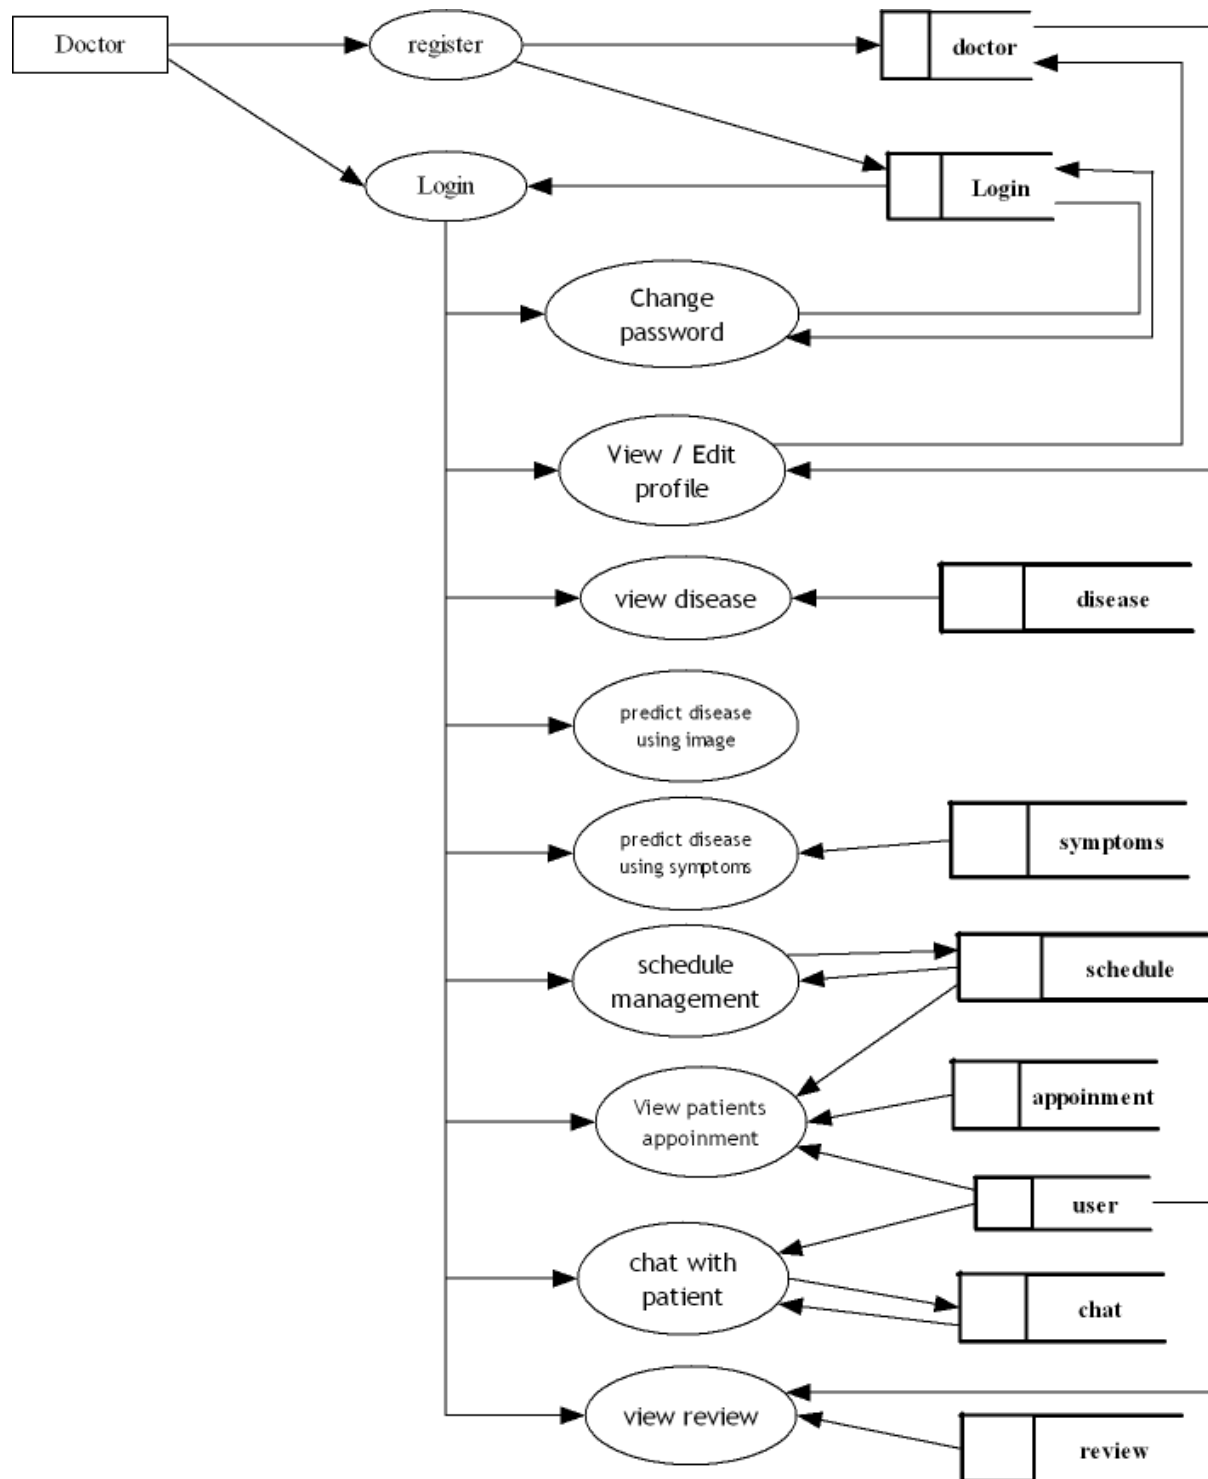 Doctor
register
doctor
Login
Login
Change
password
View / Edit
profile
view disease
disease
predict disease
using image
predict disease
using symptoms
symptoms
schedule
management
schedule
View patients
appoinment
appoinment
user
chat with
patient
chat
view review
review